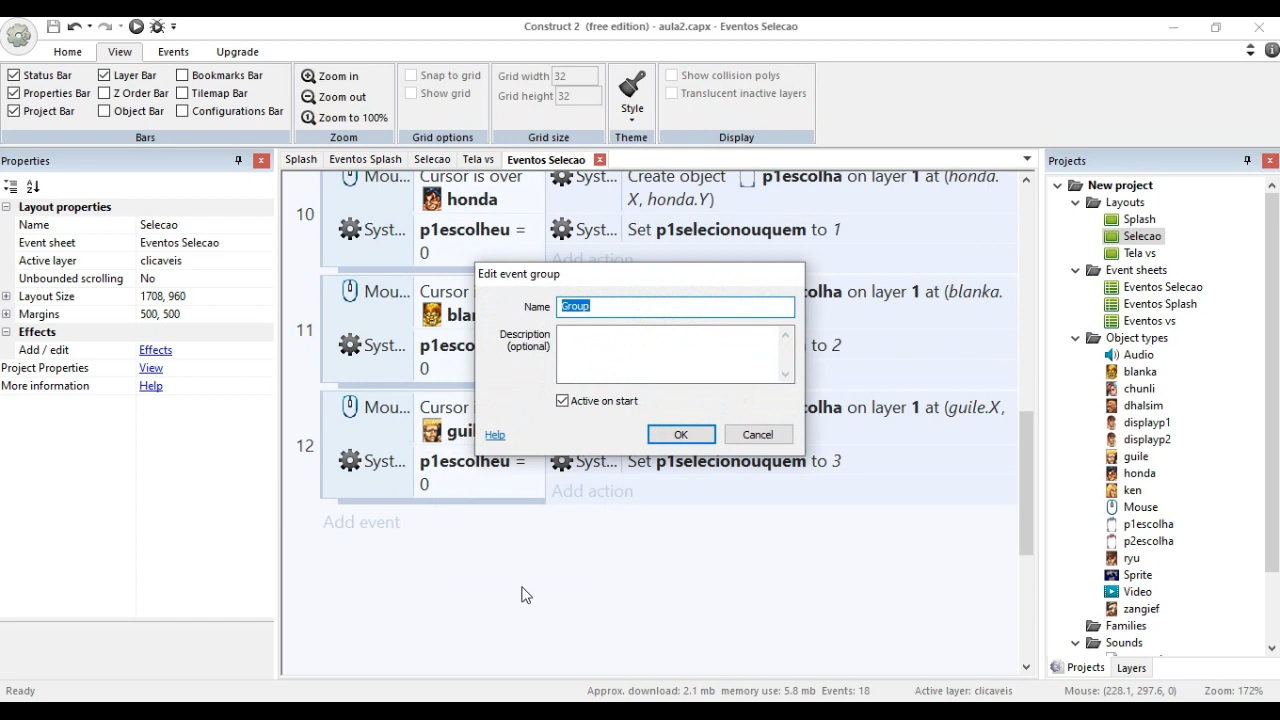 Construct 2 (free edition) - aula2.capx - Eventos Selecao
Home View Events Upgrade
Status Bar Layer Bar Bookmarks Bar
Properties Bar Z Order Bar Tilemap Bar
Project Bar Object Bar Configurations Bar
Bars
Zoom in
Zoom out
Zoom to 100%
Zoom
Snap to grid
Show grid
Grid options
Grid width 32
Grid height 32
Grid size
Style
Theme
Show collision polys
Translucent inactive layers
Display
Properties
Layout properties
Name Selecao
Event sheet Eventos Selecao
Active layer clicaveis
Unbounded scrolling No
Layout Size 1708, 960
Margins 500, 500
Effects
Add / edit Effects
Project Properties View
More information Help
Splash Eventos Splash Selecao Tela vs Eventos Selecao
10
Mou... Cursor is over honda
Syst... p1escolheu = 0
Syst... Create object p1escolha on layer 1 at (honda.X, honda.Y)
Syst... Set p1selecionouquem to 1
Add action
11
Mou... Cursor
Syst...
0
on layer 1 at (blanka.
to 2
12
Mou... Cursor
Syst... p1escolheu =
0
on layer 1 at (guile.X,
Syst... Set p1selecionouquem to 3
Add action
Add event
Edit event group
Name Group
Description (optional)
Active on start
Help OK Cancel
Projects
New project
Layouts
Splash
Selecao
Tela vs
Event sheets
Eventos Selecao
Eventos Splash
Eventos vs
Object types
Audio
blanka
chunli
dhalsim
displayp1
displayp2
guile
honda
ken
Mouse
p1escolha
p2escolha
ryu
Sprite
Video
zangief
Families
Sounds
Projects Layers
Ready Approx. download: 2.1 mb memory use: 5.8 mb Events: 18 Active layer: clicaveis Mouse: (228.1, 297.6, 0) Zoom: 172%